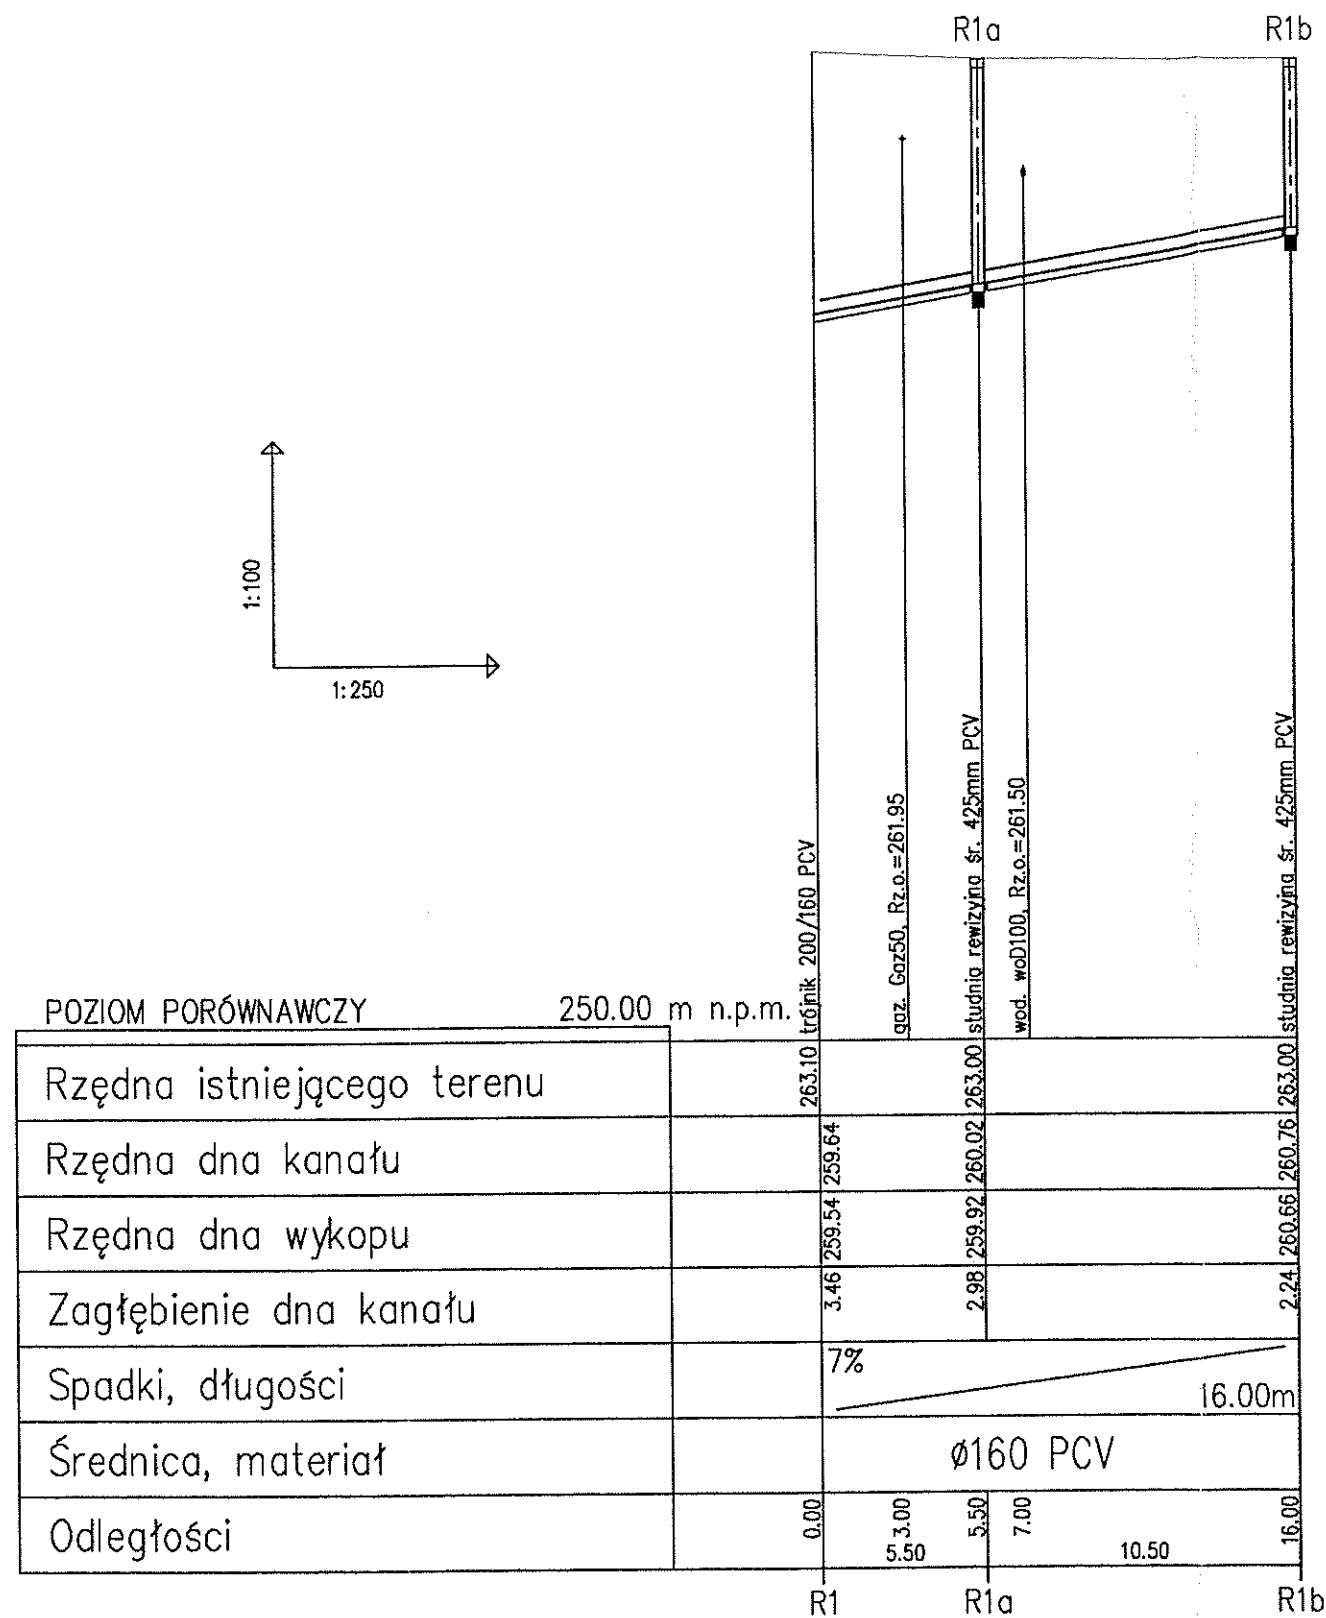 R1a
R1b
1:100
1:250
trójnik 200/160 PCV
gaz. Gaz50, Rz.o.=261.95
studnia rewizyjna śr. 425mm PCV
wod. woD100, Rz.o.=261.50
studnia rewizyjna śr. 425mm PCV
POZIOM PORÓWNAWCZY 250.00 m n.p.m.
Rzędna istniejącego terenu 263.10 263.00 263.00
Rzędna dna kanału 259.64 260.02 260.76
Rzędna dna wykopu 259.54 259.92 260.66
Zagłębienie dna kanału 3.46 2.98 2.24
Spadki, długości 7% 16.00m
Średnica, materiał ø160 PCV
Odległości 0.00 3.00 5.50 7.00 16.00
5.50 10.50
R1 R1a R1b